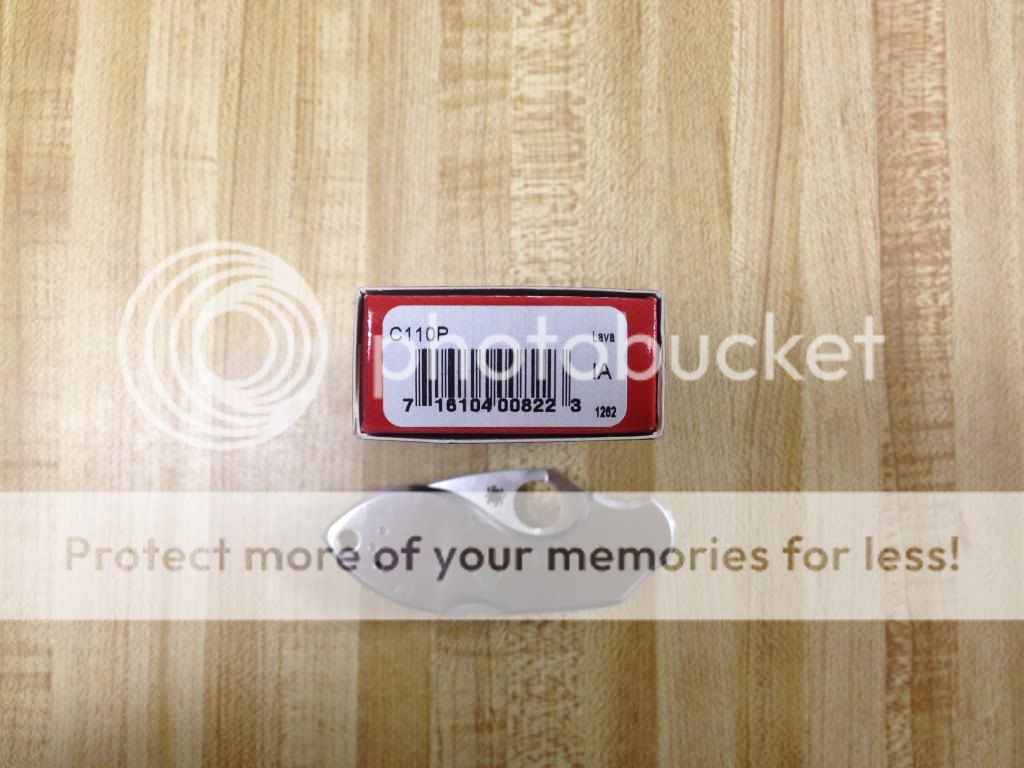 C110P
Lava
photobucket
IA
7 16104 00822 3
1262
Protect more of your memories for less!